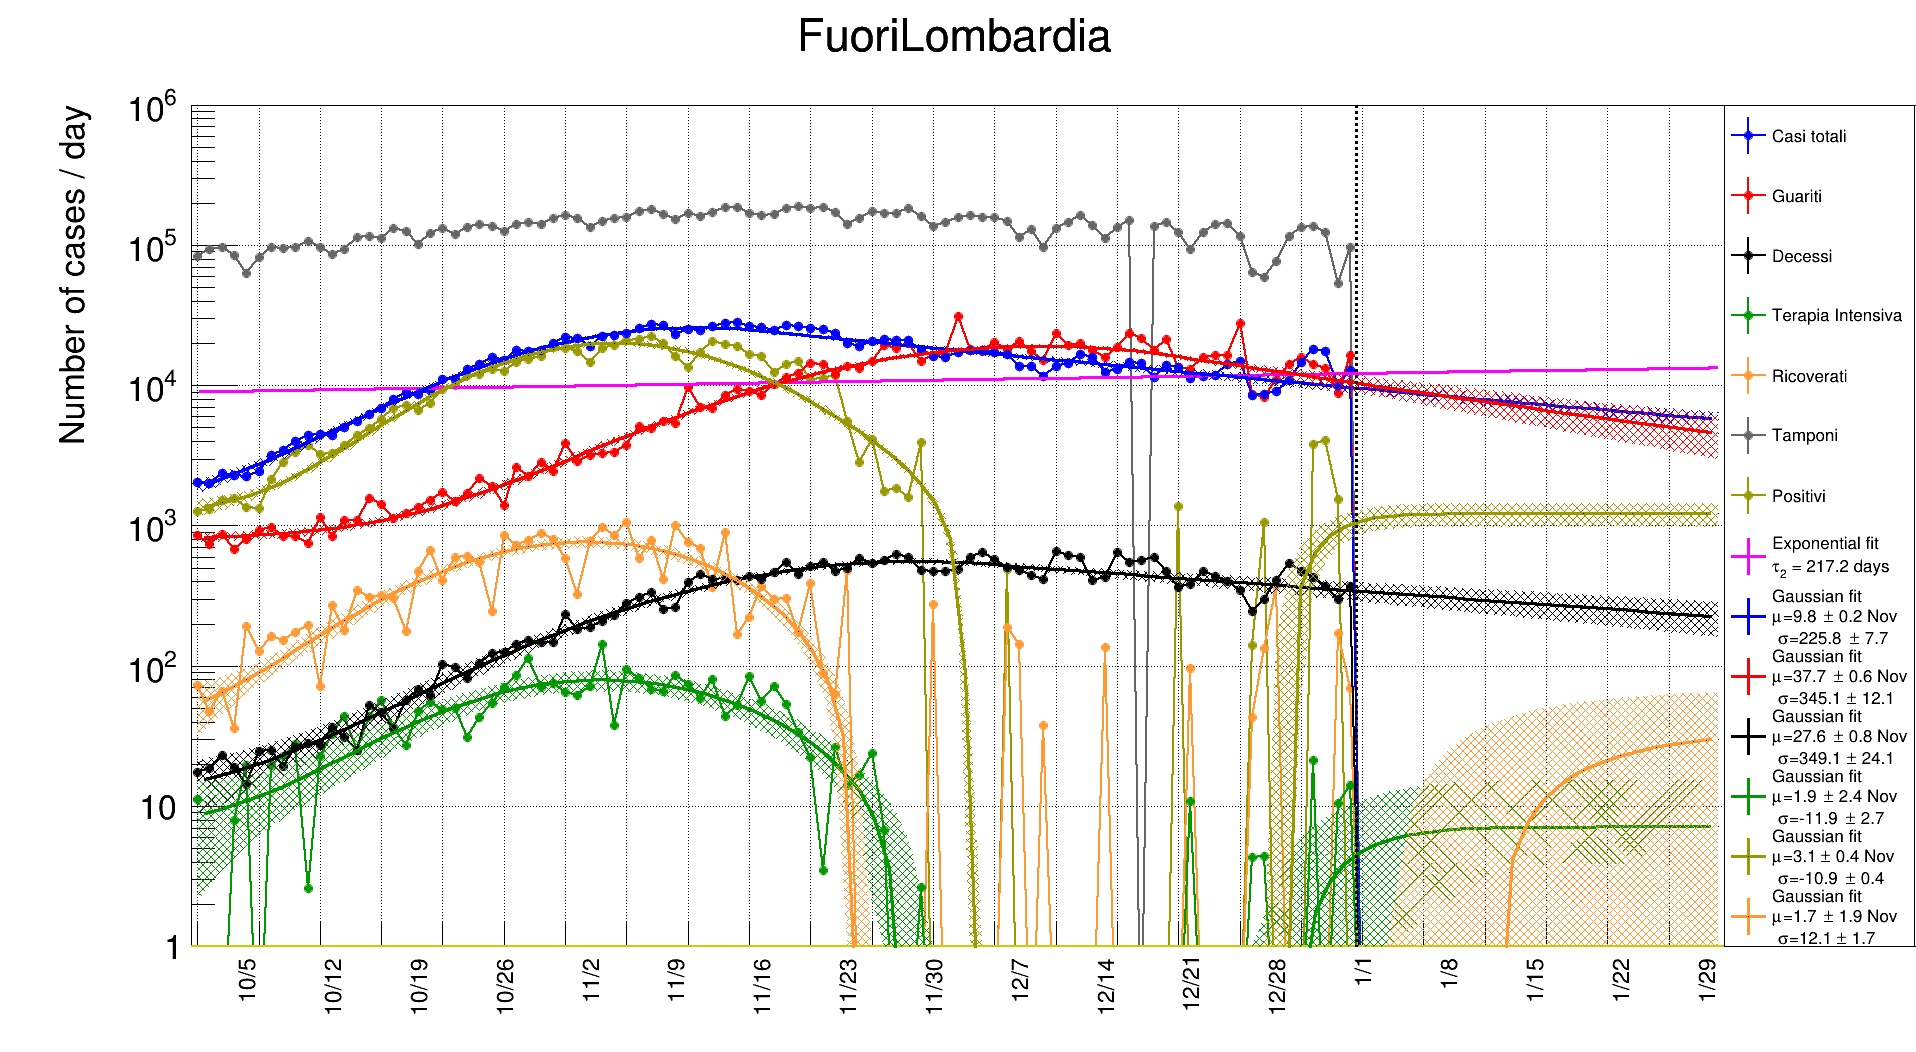 FuoriLombardia
Number of cases / day
10^6
10^5
10^4
10^3
10^2
10
1
10/5
10/12
10/19
10/26
11/2
11/9
11/16
11/23
11/30
12/7
12/14
12/21
12/28
1/1
1/8
1/15
1/22
1/29
Casi totali
Guariti
Decessi
Terapia Intensiva
Ricoverati
Tamponi
Positivi
Exponential fit
τ₂ = 217.2 days
Gaussian fit
μ=9.8 ± 0.2 Nov
σ=225.8 ± 7.7
Gaussian fit
μ=37.7 ± 0.6 Nov
σ=345.1 ± 12.1
Gaussian fit
μ=27.6 ± 0.8 Nov
σ=349.1 ± 24.1
Gaussian fit
μ=1.9 ± 2.4 Nov
σ=-11.9 ± 2.7
Gaussian fit
μ=3.1 ± 0.4 Nov
σ=-10.9 ± 0.4
Gaussian fit
μ=1.7 ± 1.9 Nov
σ=12.1 ± 1.7